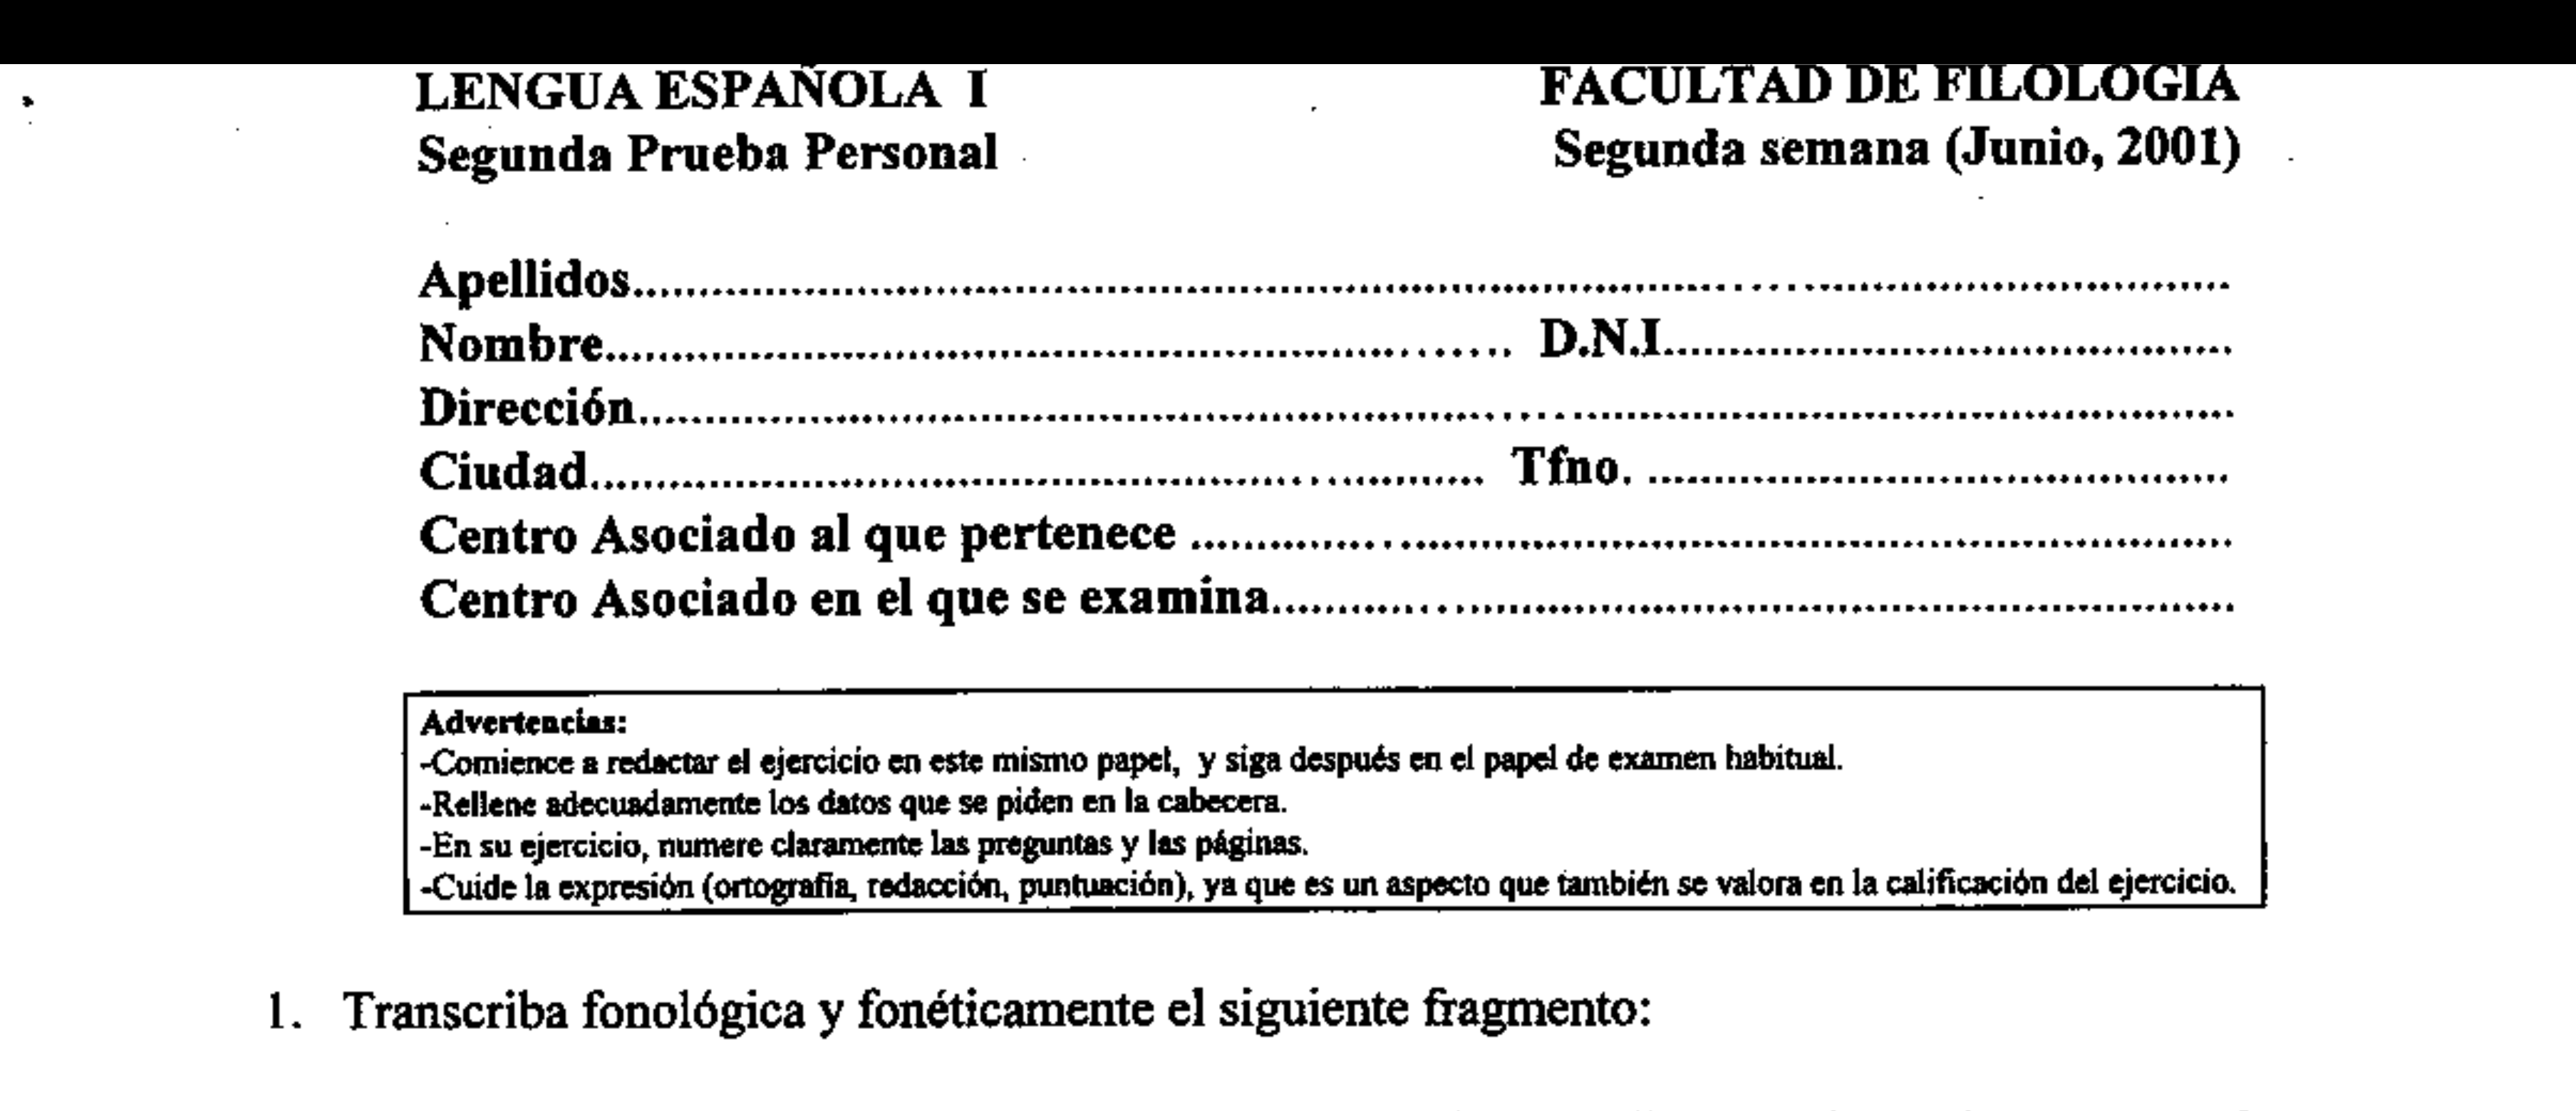 LENGUA ESPAÑOLA I FACULTAD DE FILOLOGIA
Segunda Prueba Personal Segunda semana (Junio, 2001)
Apellidos................................................................................
Nombre........................................ D.N.I...............................
Dirección................................................................................
Ciudad........................................ Tfno. ..............................
Centro Asociado al que pertenece ..............................................
Centro Asociado en el que se examina..........................................
Advertencias:
-Comience a redactar el ejercicio en este mismo papel, y siga después en el papel de examen habitual.
-Rellene adecuadamente los datos que se piden en la cabecera.
-En su ejercicio, numere claramente las preguntas y las páginas.
-Cuide la expresión (ortografía, redacción, puntuación), ya que es un aspecto que también se valora en la calificación del ejercicio.
1. Transcriba fonológica y fonéticamente el siguiente fragmento: